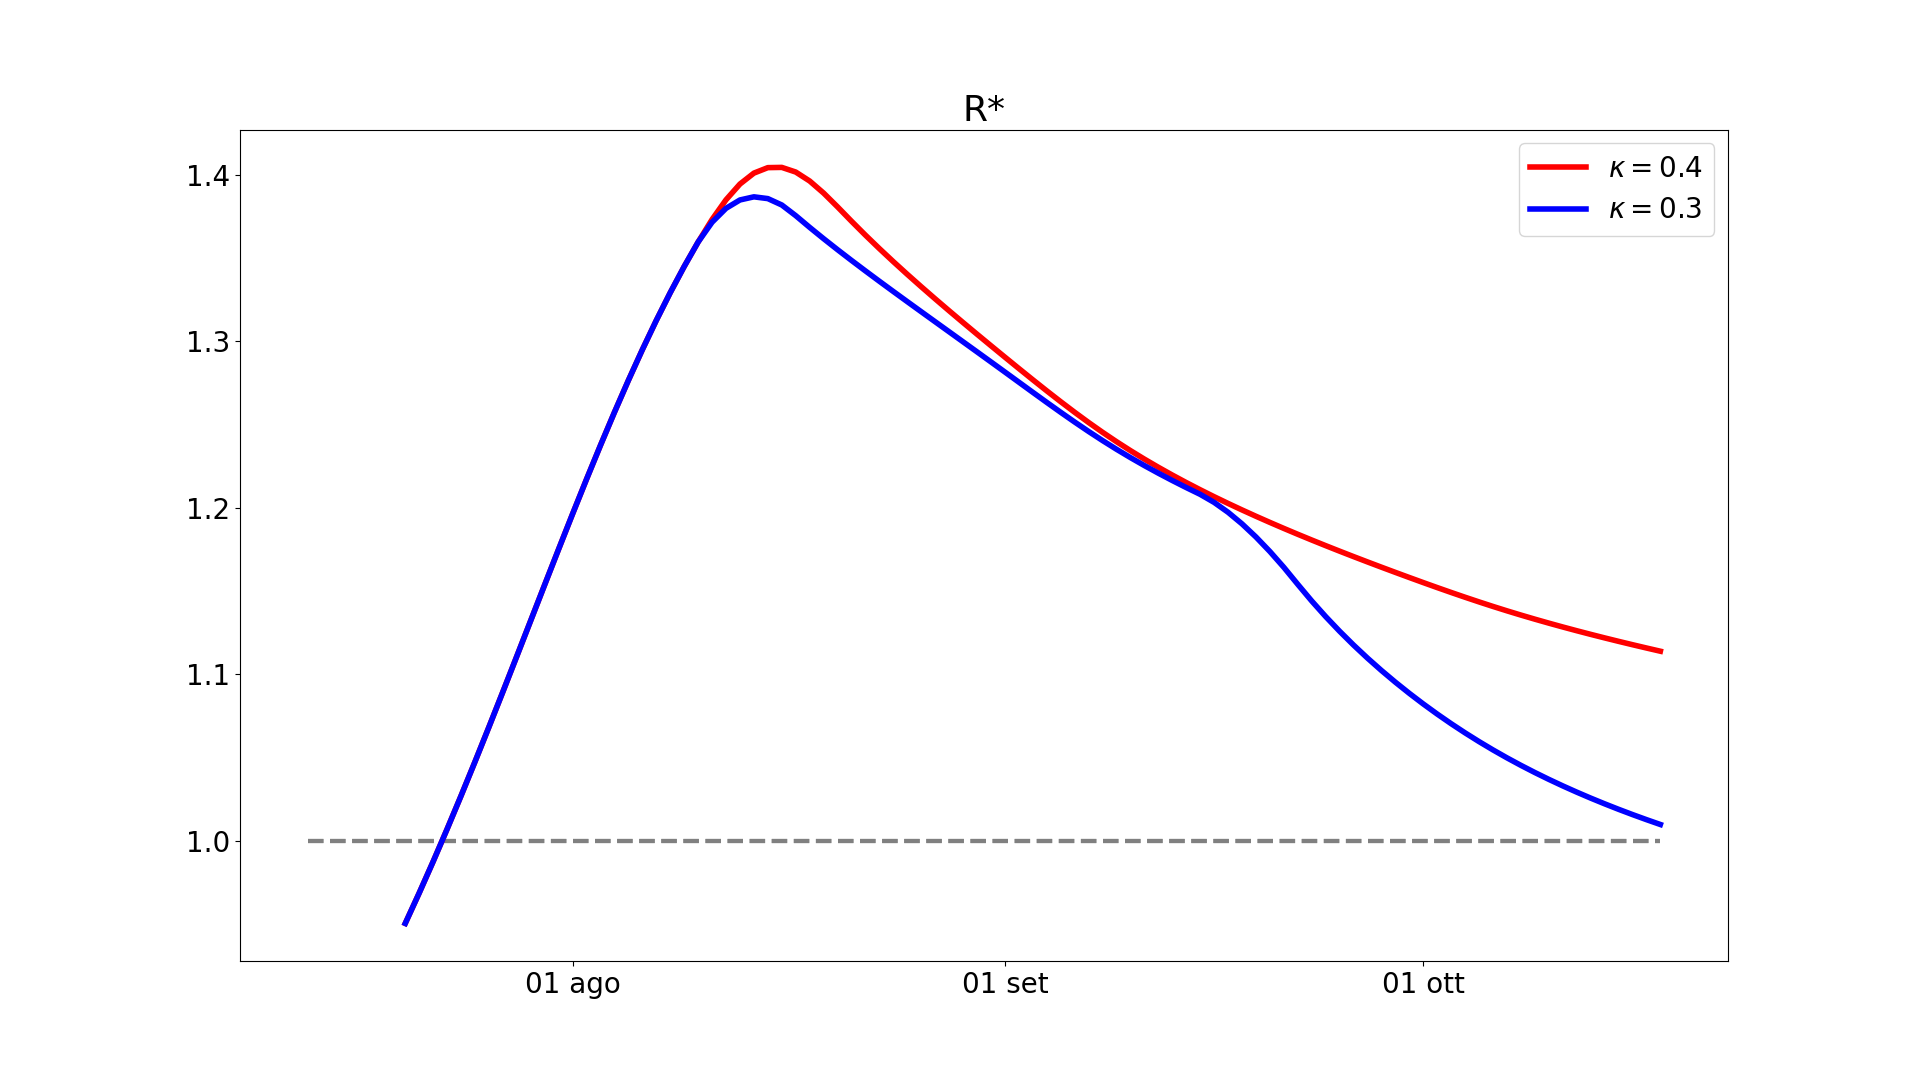 R*
κ = 0.4
κ = 0.3
1.4
1.3
1.2
1.1
1.0
01 ago
01 set
01 ott